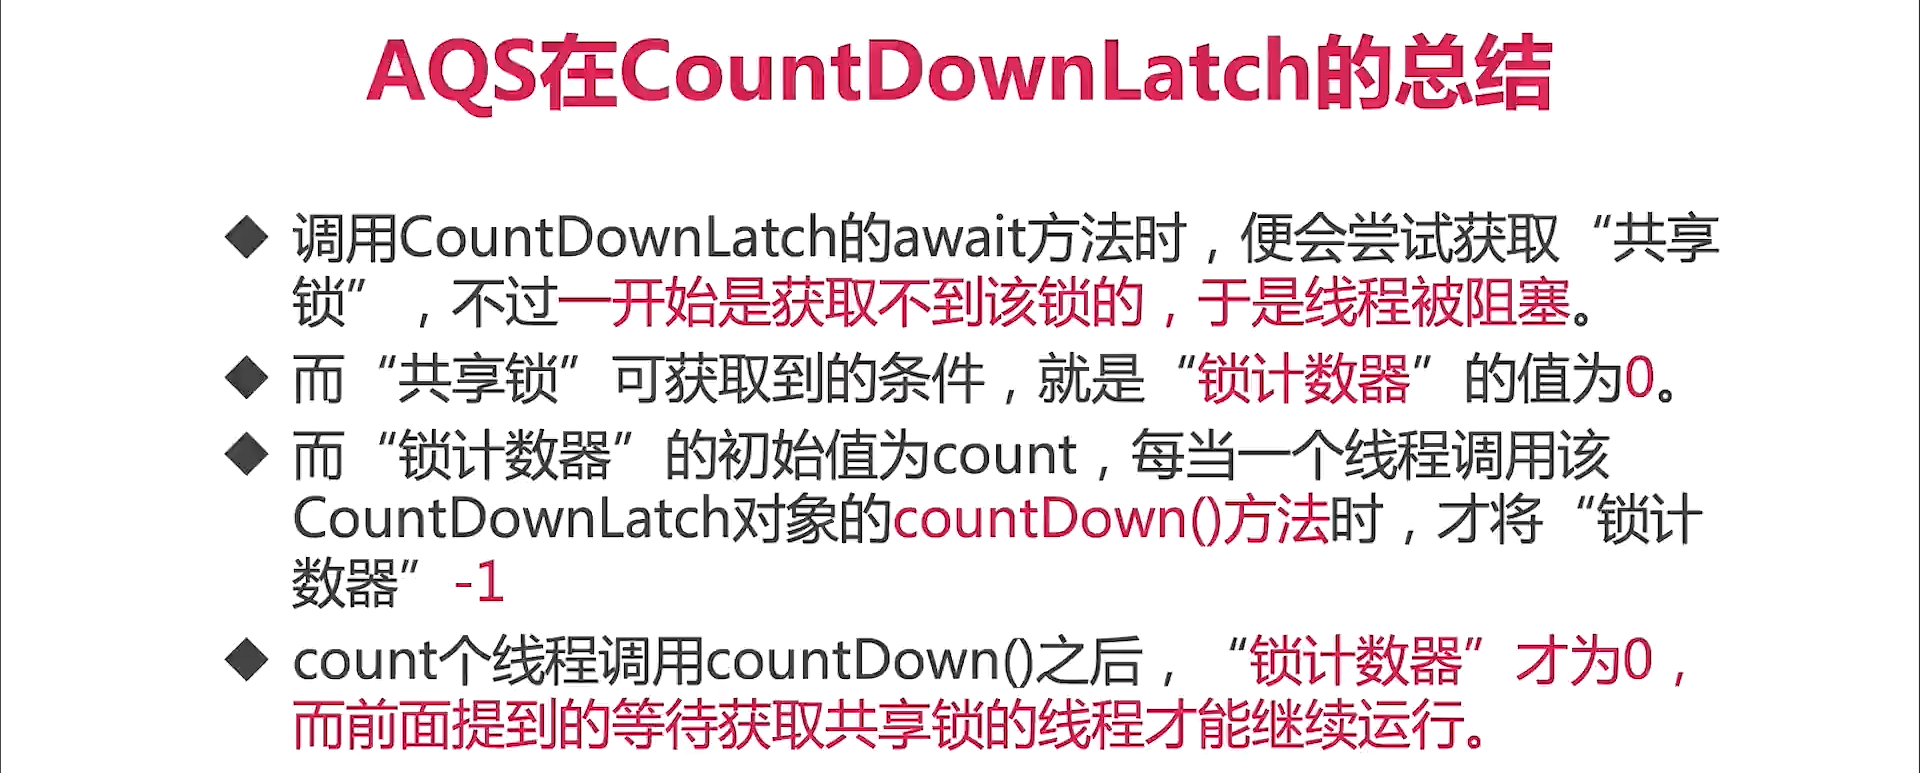 AQS在CountDownLatch的总结
调用CountDownLatch的await方法时，便会尝试获取“共享
锁”，不过一开始是获取不到该锁的，于是线程被阻塞。
而“共享锁”可获取到的条件，就是“锁计数器”的值为0。
而“锁计数器”的初始值为count，每当一个线程调用该
CountDownLatch对象的countDown()方法时，才将“锁计
数器”-1
count个线程调用countDown()之后，“锁计数器”才为0，
而前面提到的等待获取共享锁的线程才能继续运行。